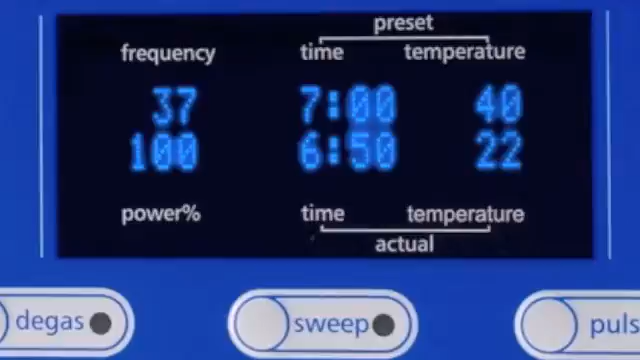 preset
frequency time temperature
37 7:00 40
100 6:50 22
power% time temperature
actual
degas sweep puls